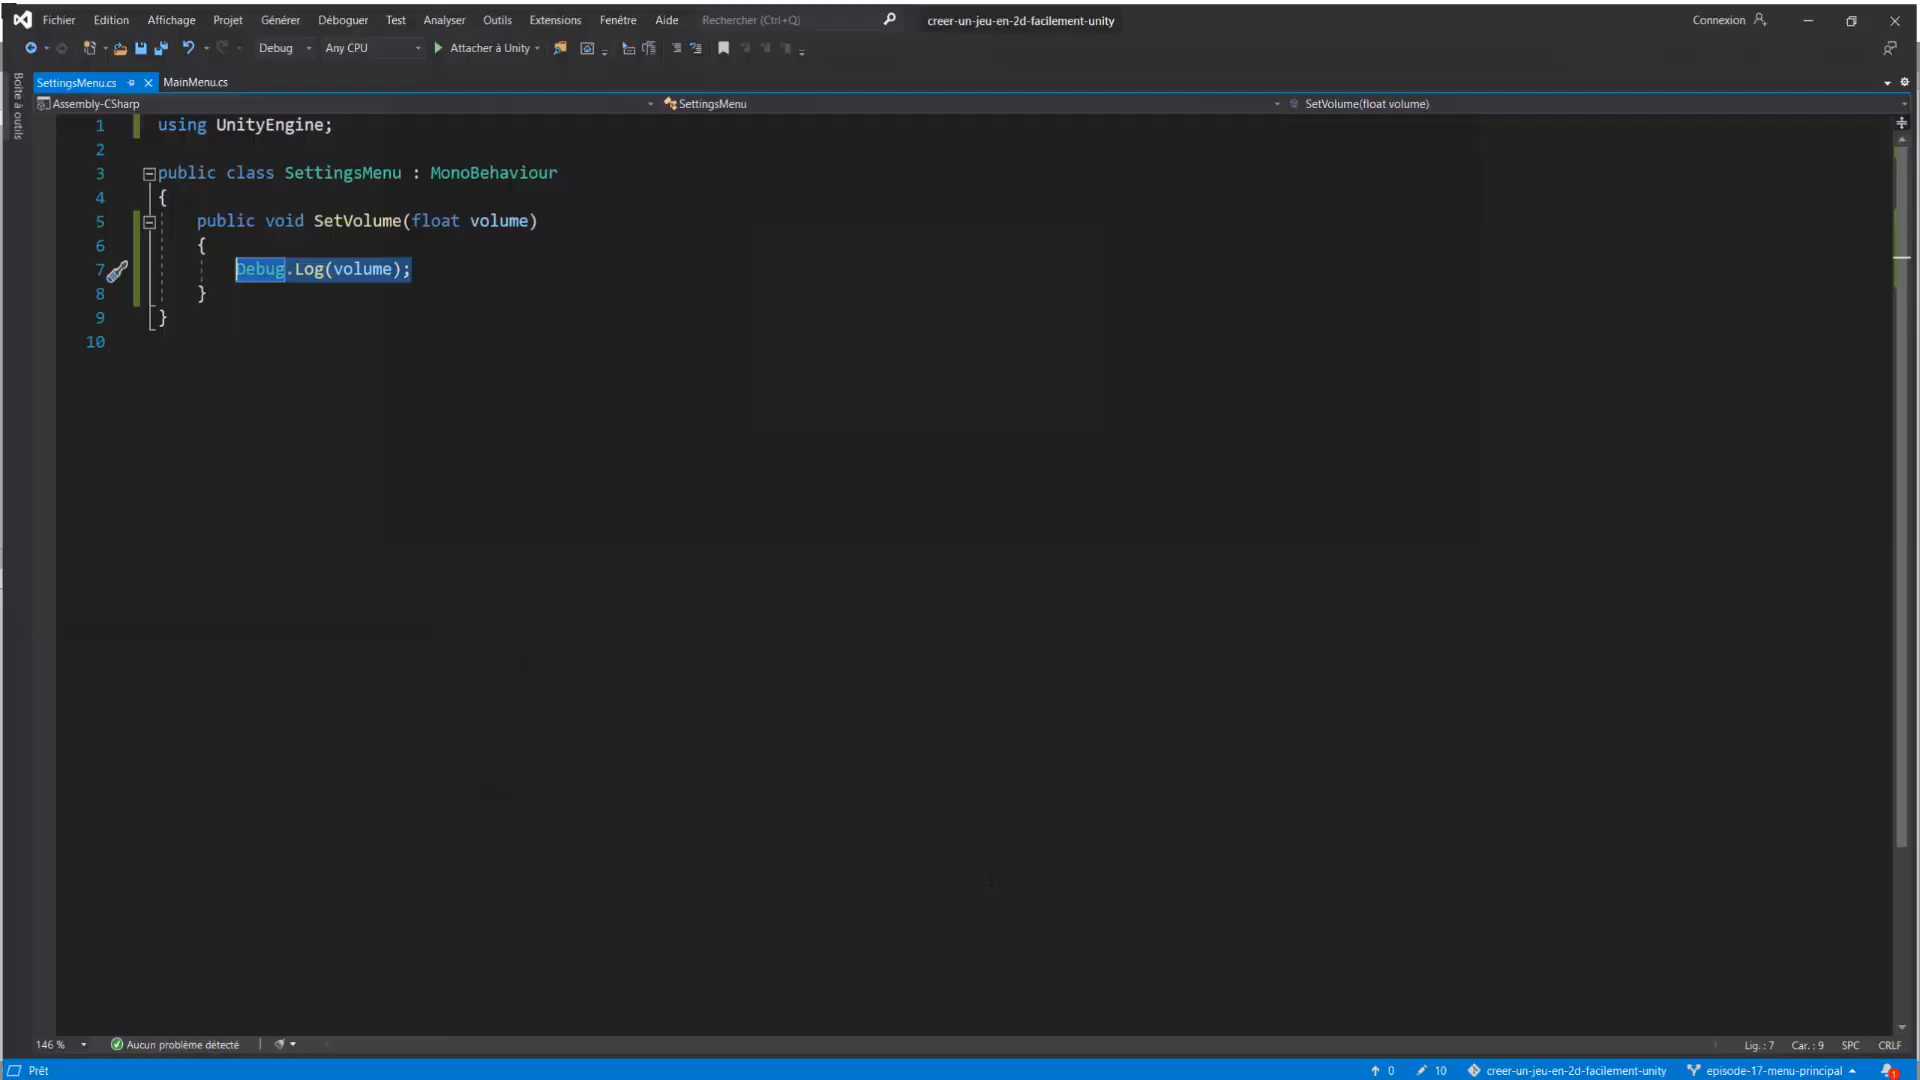 Fichier Edition Affichage Projet Générer Déboguer Test Analyser Outils Extensions Fenêtre Aide Rechercher (Ctrl+Q) creer-un-jeu-en-2d-facilement-unity Connexion
Debug Any CPU Attacher à Unity
SettingsMenu.cs MainMenu.cs
Boîte à outils
Assembly-CSharp SettingsMenu SetVolume(float volume)
1 using UnityEngine;
2
3 public class SettingsMenu : MonoBehaviour
4 {
5 public void SetVolume(float volume)
6 {
7 Debug.Log(volume);
8 }
9 }
10
146 % Aucun problème détecté Lig. : 7 Car. : 9 SPC CRLF
Prêt 0 10 creer-un-jeu-en-2d-facilement-unity episode-17-menu-principal 1